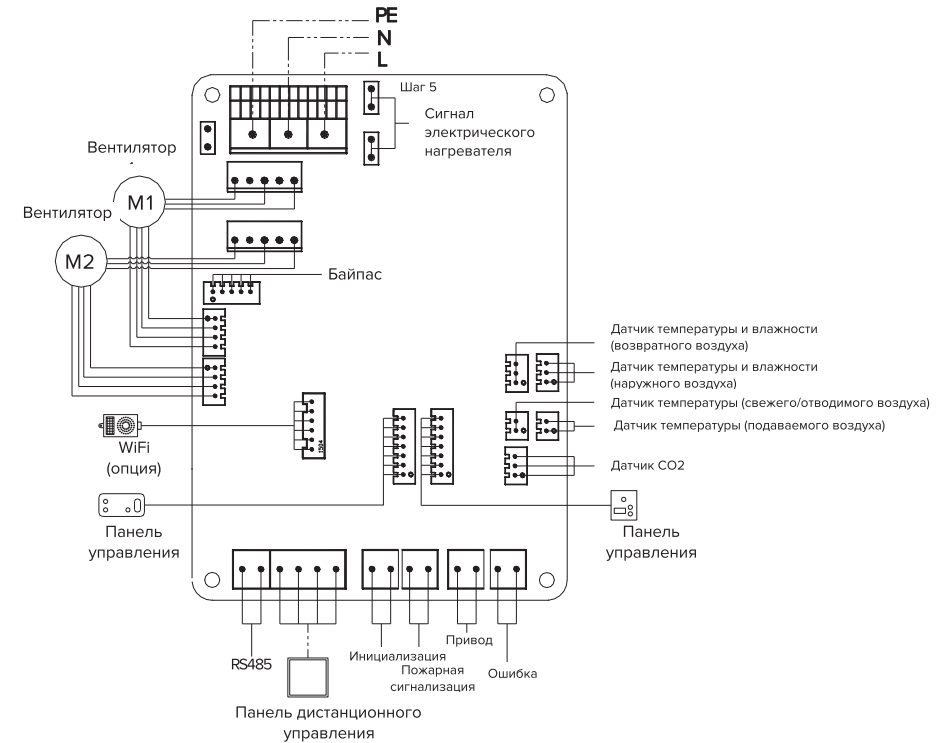 PE
N
L
Шаг 5
Сигнал
электрического
нагревателя
Вентилятор
M1
Вентилятор
M2
Байпас
Датчик температуры и влажности
(возвратного воздуха)
Датчик температуры и влажности
(наружного воздуха)
Датчик температуры (свежего/отводимого воздуха)
Датчик температуры (подаваемого воздуха)
WiFi
(опция)
Датчик CO2
Панель
управления
Панель
управления
RS485
Инициализация
Пожарная
сигнализация
Привод
Ошибка
Панель дистанционного
управления